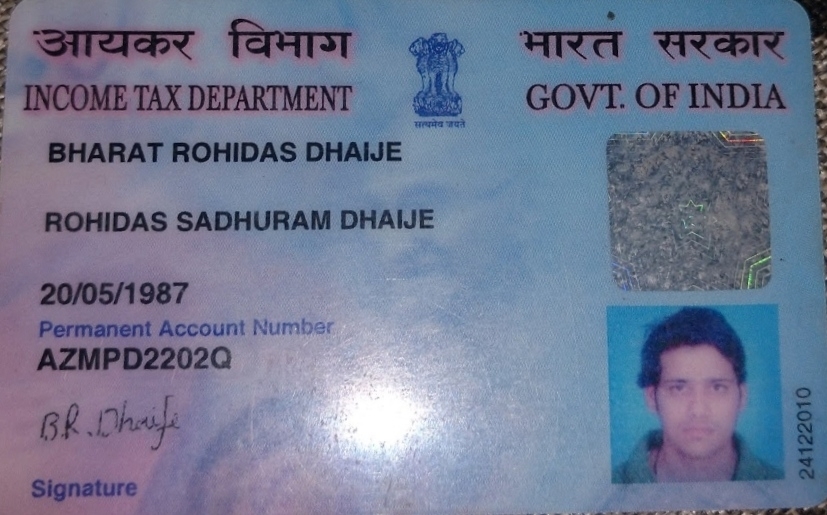 आयकर विभाग
INCOME TAX DEPARTMENT
सत्यमेव जयते
भारत सरकार
GOVT. OF INDIA
BHARAT ROHIDAS DHAIJE
ROHIDAS SADHURAM DHAIJE
20/05/1987
Permanent Account Number
AZMPD2202Q
B.R. Dhaije
Signature
24122010